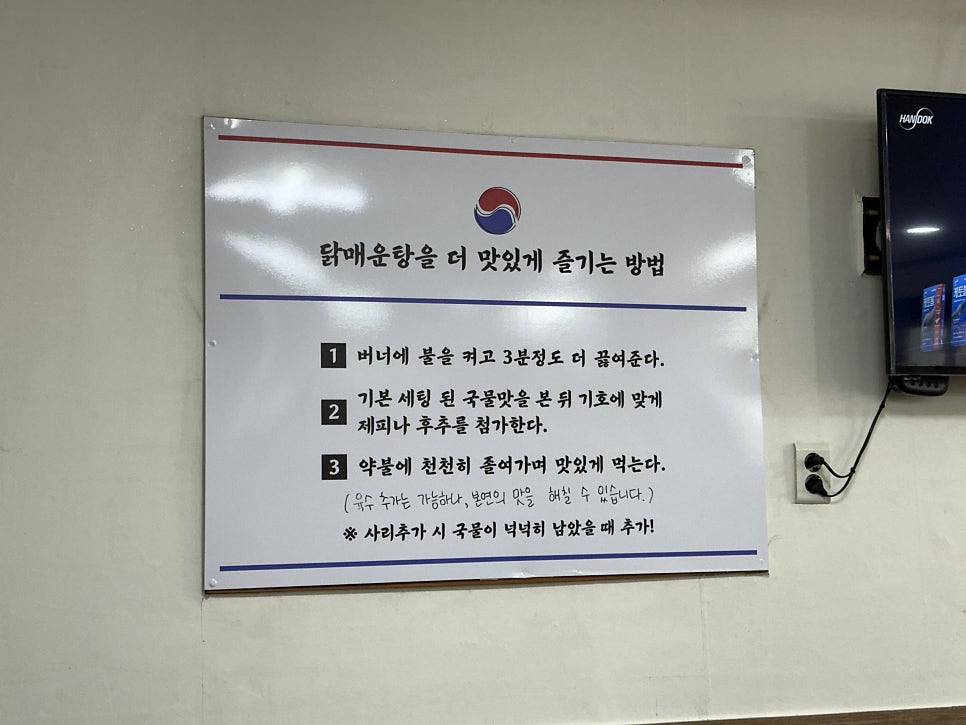 닭매운탕을 더 맛있게 즐기는 방법
1 버너에 불을 켜고 3분정도 더 끓여준다.
2 기본 세팅 된 국물맛을 본 뒤 기호에 맞게
제피나 후추를 첨가한다.
3 약불에 천천히 졸여가며 맛있게 먹는다.
(육수 추가는 가능하나, 본연의 맛을 해칠 수 있습니다.)
※ 사리추가 시 국물이 넉넉히 남았을 때 추가!
HANDOK